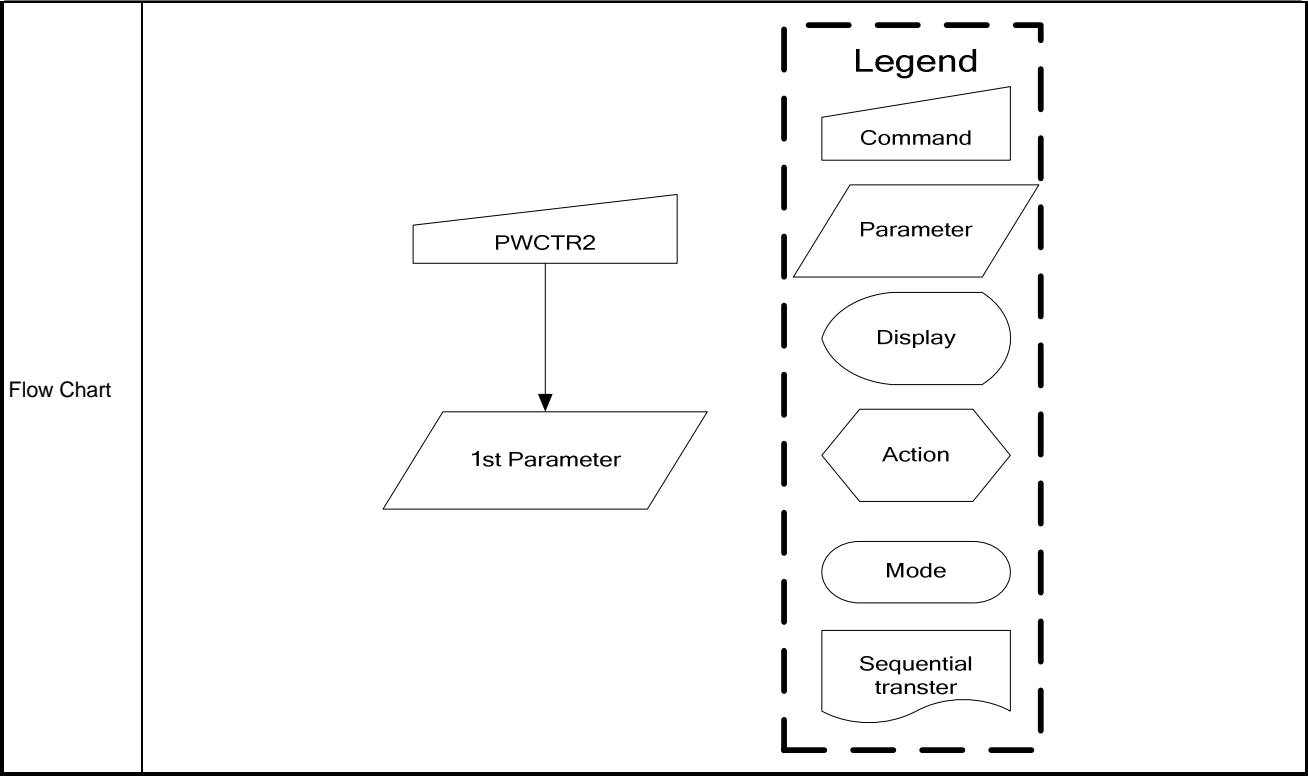 Flow Chart
PWCTR2
1st Parameter
Legend
Command
Parameter
Display
Action
Mode
Sequential
transter